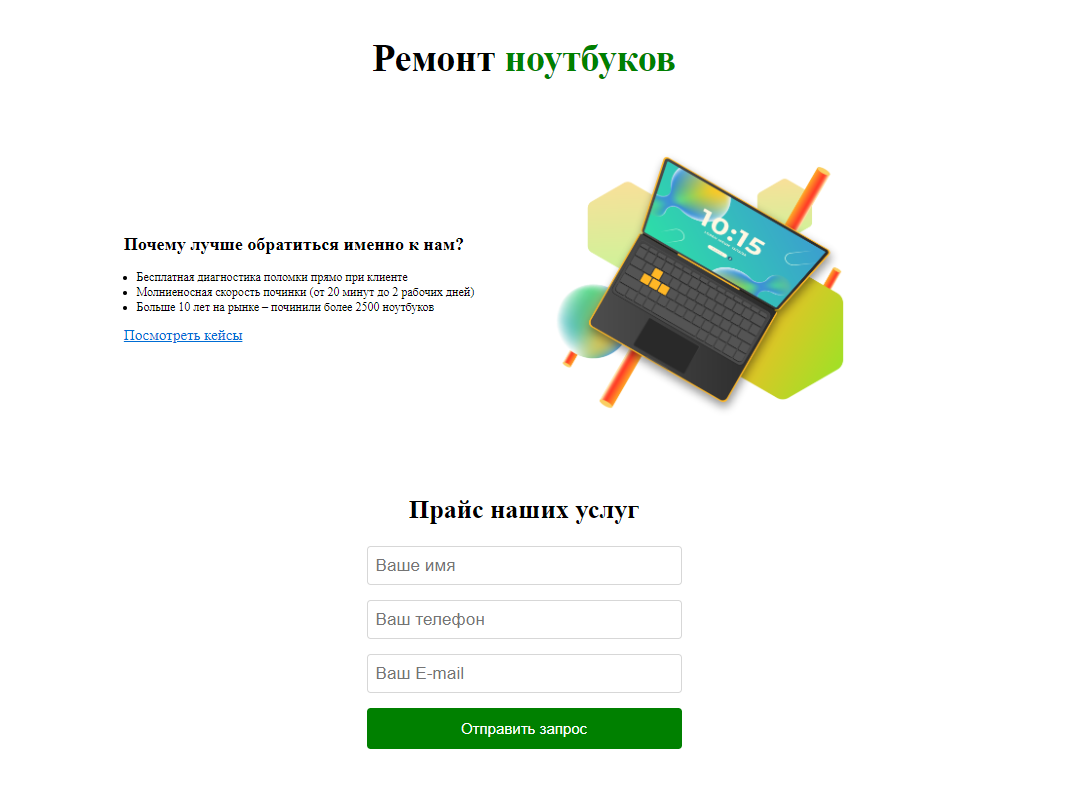 Ремонт ноутбуков
Почему лучше обратиться именно к нам?
Бесплатная диагностика поломки прямо при клиенте
Молниеносная скорость починки (от 20 минут до 2 рабочих дней)
Больше 10 лет на рынке – починили более 2500 ноутбуков
Посмотреть кейсы
10:15
Прайс наших услуг
Ваше имя
Ваш телефон
Ваш E-mail
Отправить запрос